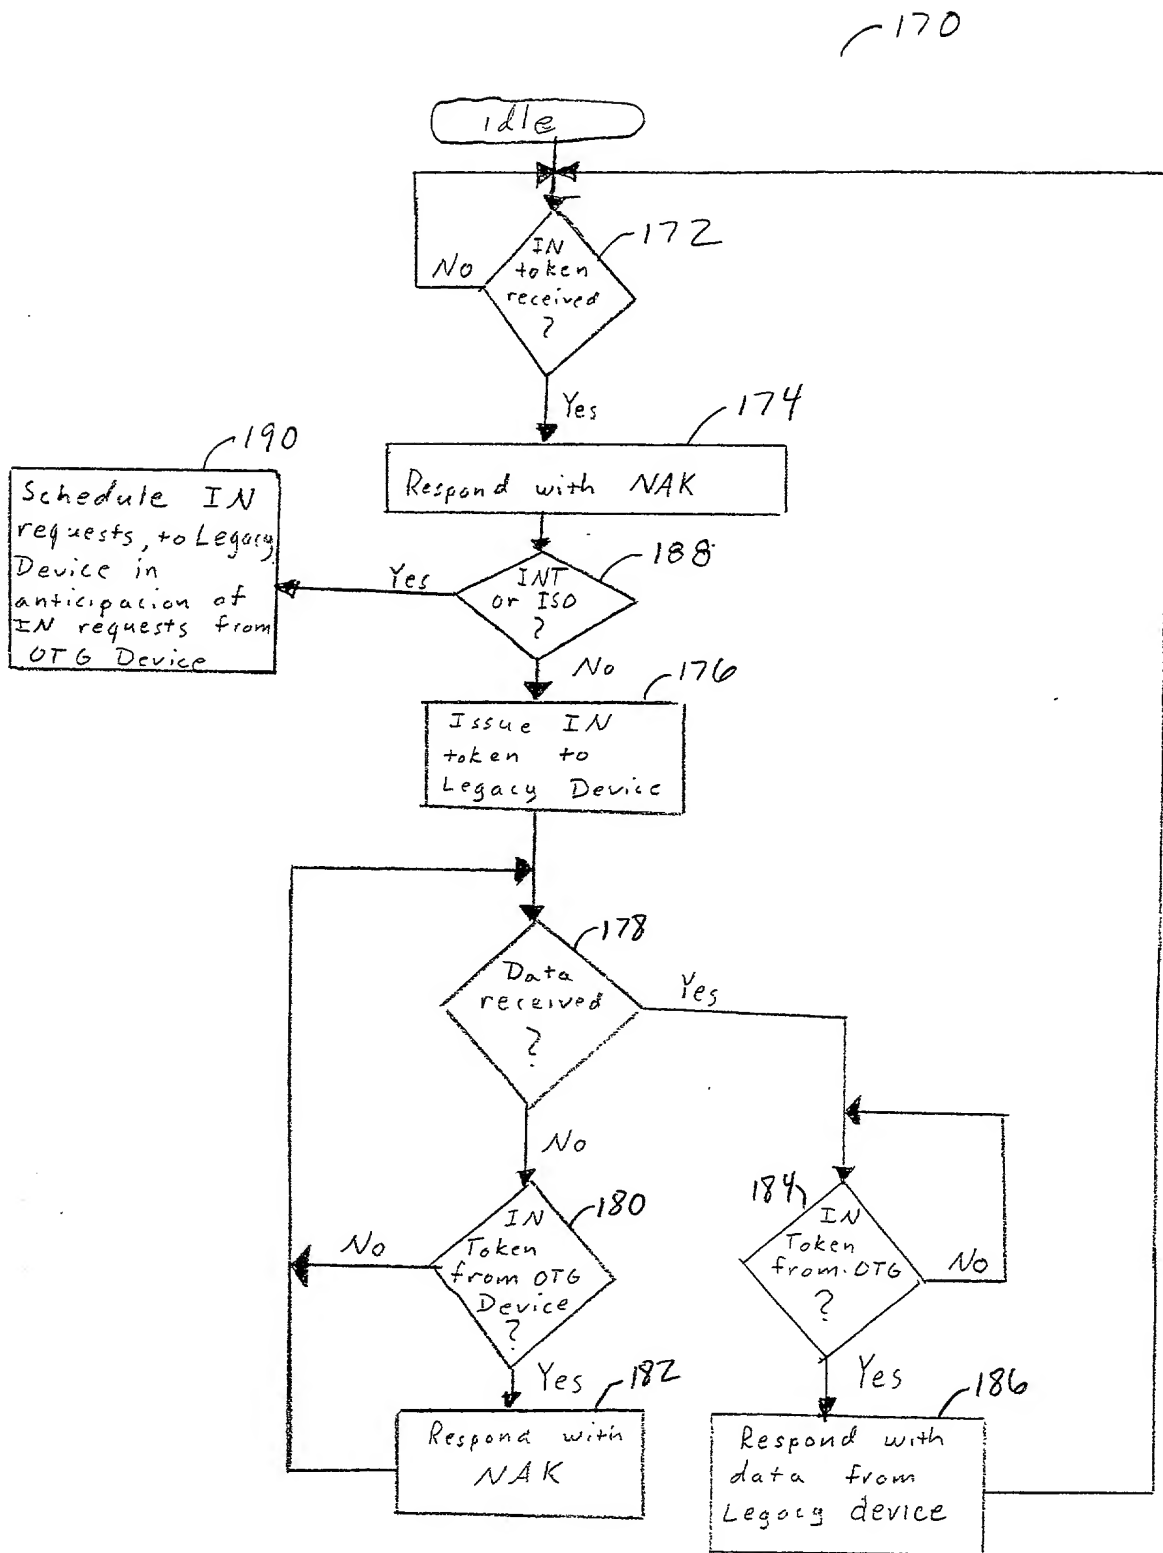 170
idle
IN
token
received
?
172
No
Yes
174
Respond with NAK
190
Schedule IN
requests, to Legacy
Device in
anticipacion of
IN requests from
OTG Device
Yes
INT
or ISO
?
188
No
176
Issue IN
token to
Legacy Device
178
Data
received
?
Yes
No
180
IN
Token
from OTG
Device
?
No
184
IN
Token
from OTG
?
No
Yes
182
Respond with
NAK
Yes
186
Respond with
data from
Legacy device